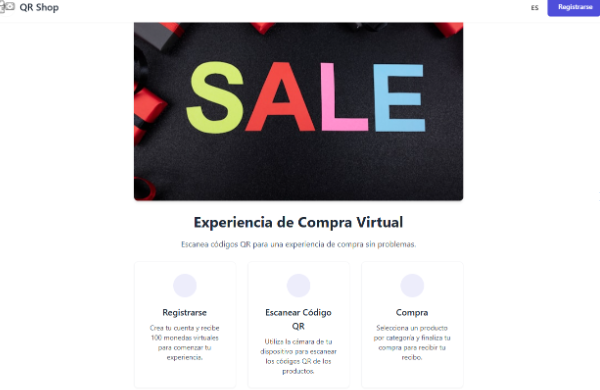 QR Shop
ES
Registrarse
SALE
Experiencia de Compra Virtual
Escanea códigos QR para una experiencia de compra sin problemas.
Registrarse
Crea tu cuenta y recibe
100 monedas virtuales
para comenzar tu
experiencia.
Escanear Código
QR
Utiliza la cámara de tu
dispositivo para escanear
los códigos QR de los
productos.
Compra
Selecciona un producto
por categoría y finaliza tu
compra para recibir tu
recibo.